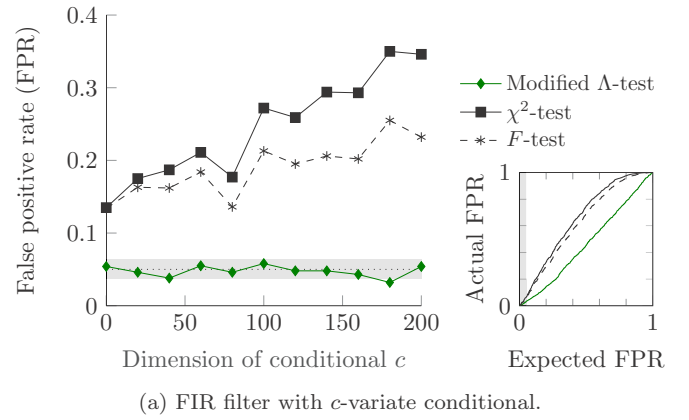 0.4
0.3
0.2
0.1
0
False positive rate (FPR)
0
50
100
150
200
Dimension of conditional c
Modified Λ-test
χ²-test
F-test
1
0
Actual FPR
0
1
Expected FPR
(a) FIR filter with c-variate conditional.